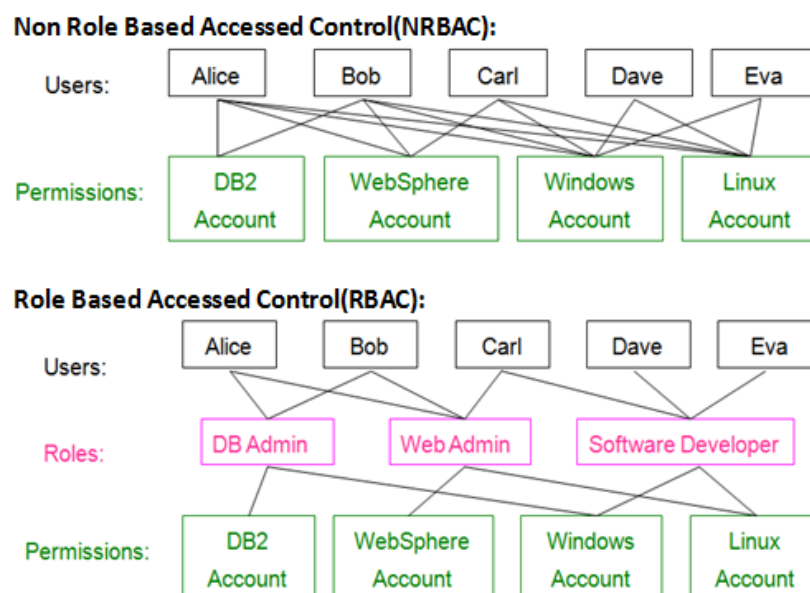 Non Role Based Accessed Control(NRBAC):
Users: Alice Bob Carl Dave Eva
Permissions: DB2 Account WebSphere Account Windows Account Linux Account
Role Based Accessed Control(RBAC):
Users: Alice Bob Carl Dave Eva
Roles: DB Admin Web Admin Software Developer
Permissions: DB2 Account WebSphere Account Windows Account Linux Account